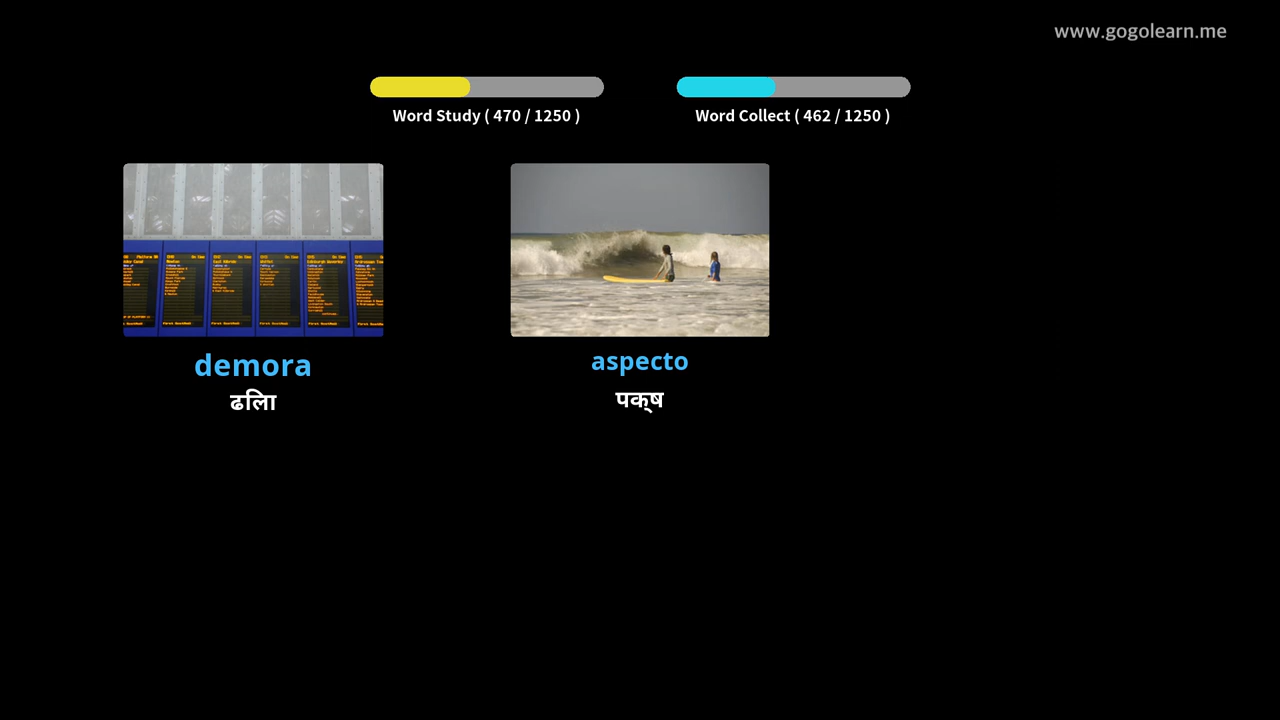 www.gogolearn.me
Word Study ( 470 / 1250 )
Word Collect ( 462 / 1250 )
demora
ढिला
aspecto
पक्ष